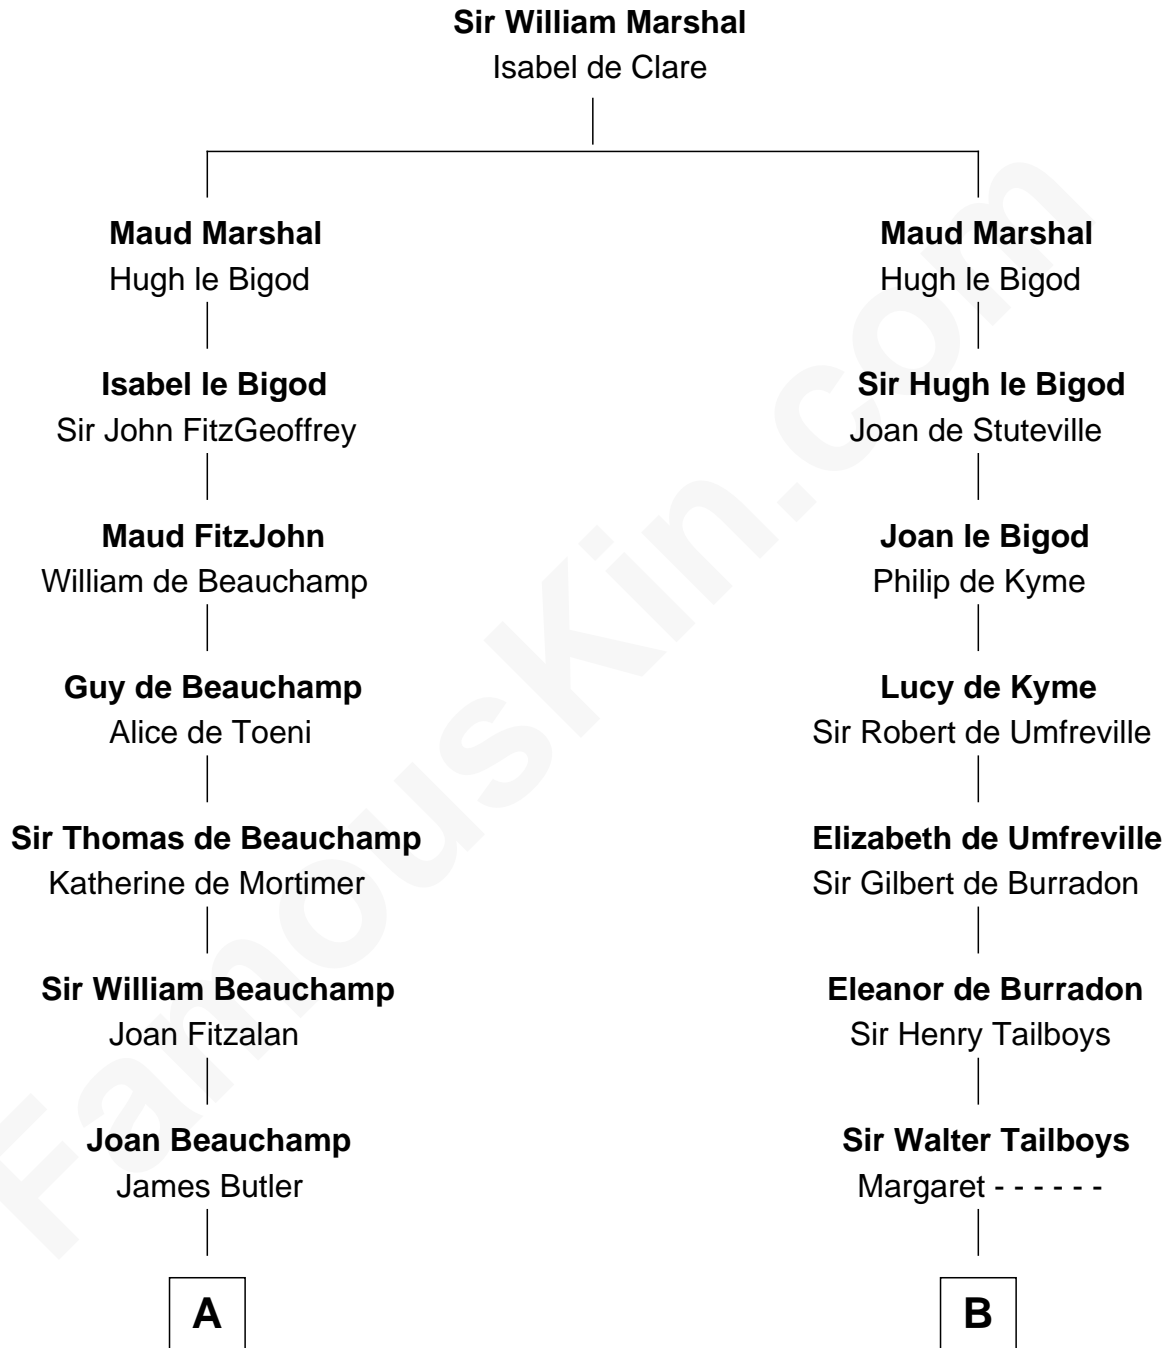 Sir William Marshal
Isabel de Clare
Maud Marshal
Hugh le Bigod
Isabel le Bigod
Sir John FitzGeoffrey
Maud FitzJohn
William de Beauchamp
Guy de Beauchamp
Alice de Toeni
Sir Thomas de Beauchamp
Katherine de Mortimer
Sir William Beauchamp
Joan Fitzalan
Joan Beauchamp
James Butler
A
Maud Marshal
Hugh le Bigod
Sir Hugh le Bigod
Joan de Stuteville
Joan le Bigod
Philip de Kyme
Lucy de Kyme
Sir Robert de Umfreville
Elizabeth de Umfreville
Sir Gilbert de Burradon
Eleanor de Burradon
Sir Henry Tailboys
Sir Walter Tailboys
Margaret - - - - - -
B
FamousKin.com